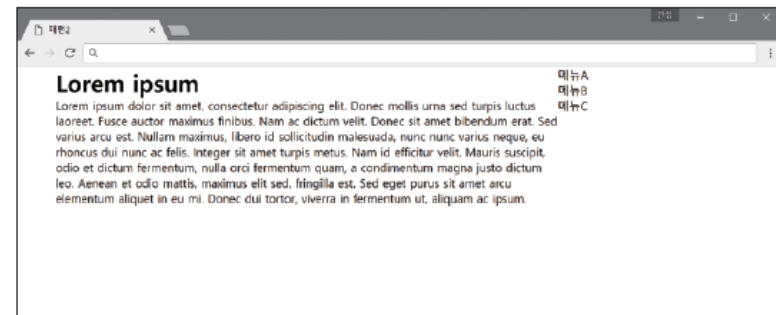 패턴2
Lorem ipsum
Lorem ipsum dolor sit amet, consectetur adipiscing elit. Donec mollis urna sed turpis luctus
laoreet. Fusce auctor maximus finibus. Nam ac dictum velit. Donec sit amet bibendum erat. Sed
varius arcu est. Nullam maximus, libero id sollicitudin malesuada, nunc nunc varius neque, eu
rhoncus dui nunc ac felis. Integer sit amet turpis metus. Nam id efficitur velit. Mauris suscipit,
odio et dictum fermentum, nulla orci fermentum quam, a condimentum magna justo dictum
leo. Aenean et odio mattis, maximus elit sed, fringilla est. Sed eget purus sit amet arcu
elementum aliquet in eu mi. Donec dui tortor, viverra in fermentum ut, aliquam ac ipsum.
메뉴A
메뉴B
메뉴C